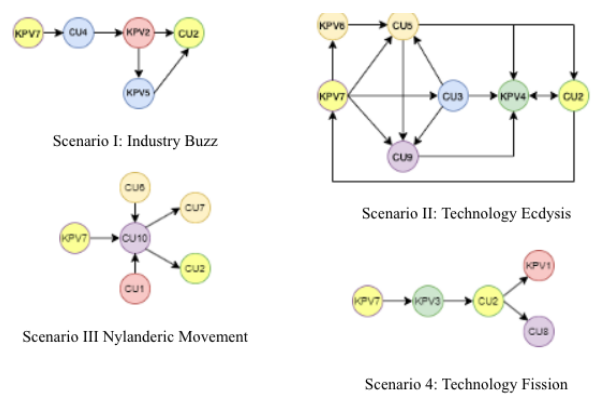 KPV7 CU4 KPV2 CU2
KPV5
Scenario I: Industry Buzz
KPV6 CU5
KPV7 CU3 KPV4 CU2
CU9
Scenario II: Technology Ecdysis
CU6
CU7
KPV7 CU10
CU2
CU1
Scenario III Nylanderic Movement
KPV1
KPV7 KPV3 CU2
CU8
Scenario 4: Technology Fission